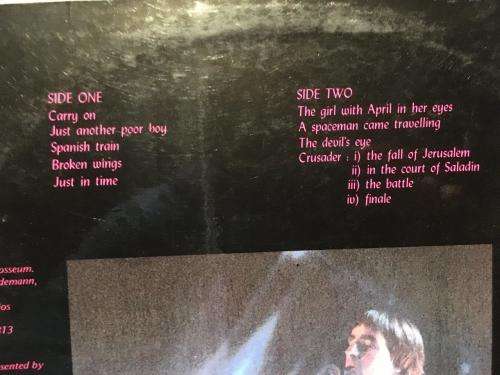 SIDE ONE
Carry on
Just another poor boy
Spanish train
Broken wings
Just in time
SIDE TWO
The girl with April in her eyes
A spaceman came travelling
The devil's eye
Crusader : i) the fall of Jerusalem
ii) in the court of Saladin
iii) the battle
iv) finale